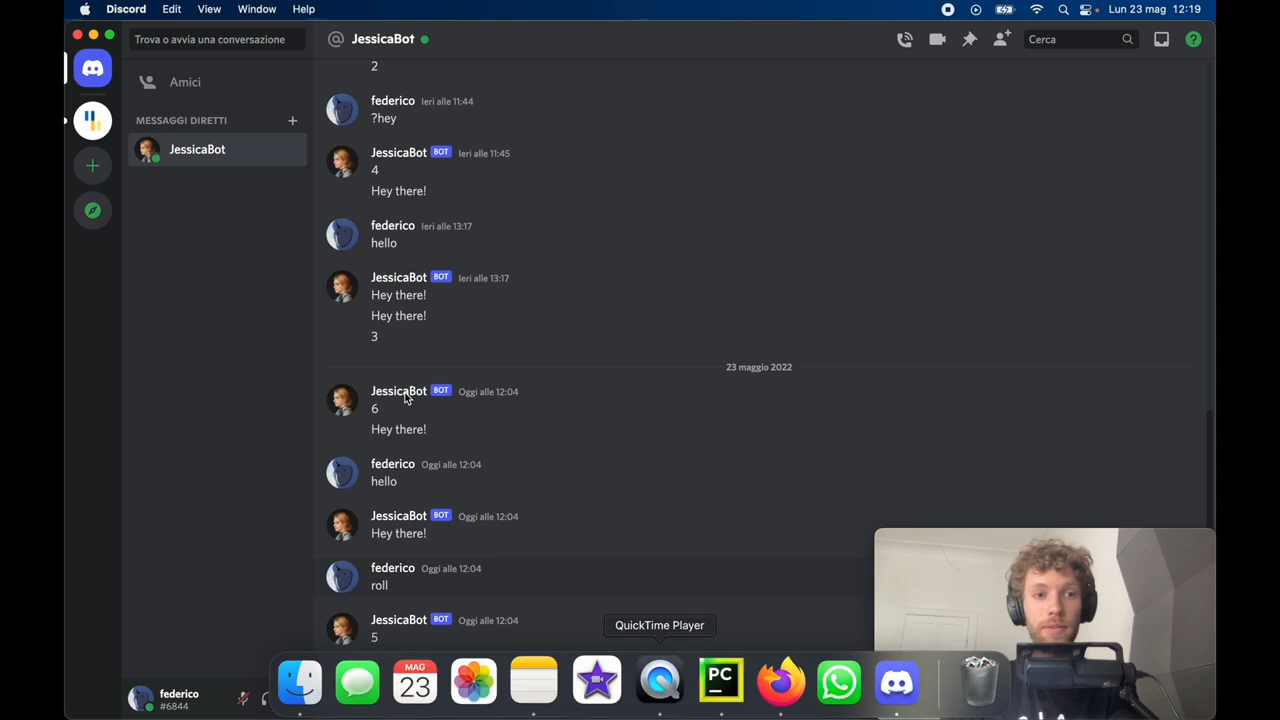 Discord Edit View Window Help Lun 23 mag 12:19
Trova o avvia una conversazione
JessicaBot
Cerca
Amici
MESSAGGI DIRETTI
JessicaBot
2
federico Ieri alle 11:44
?hey
JessicaBot BOT Ieri alle 11:45
4
Hey there!
federico Ieri alle 13:17
hello
JessicaBot BOT Ieri alle 13:17
Hey there!
Hey there!
3
23 maggio 2022
JessicaBot BOT Oggi alle 12:04
6
Hey there!
federico Oggi alle 12:04
hello
JessicaBot BOT Oggi alle 12:04
Hey there!
federico Oggi alle 12:04
roll
JessicaBot BOT Oggi alle 12:04
5
QuickTime Player
MAG
23
PC
federico
#6844